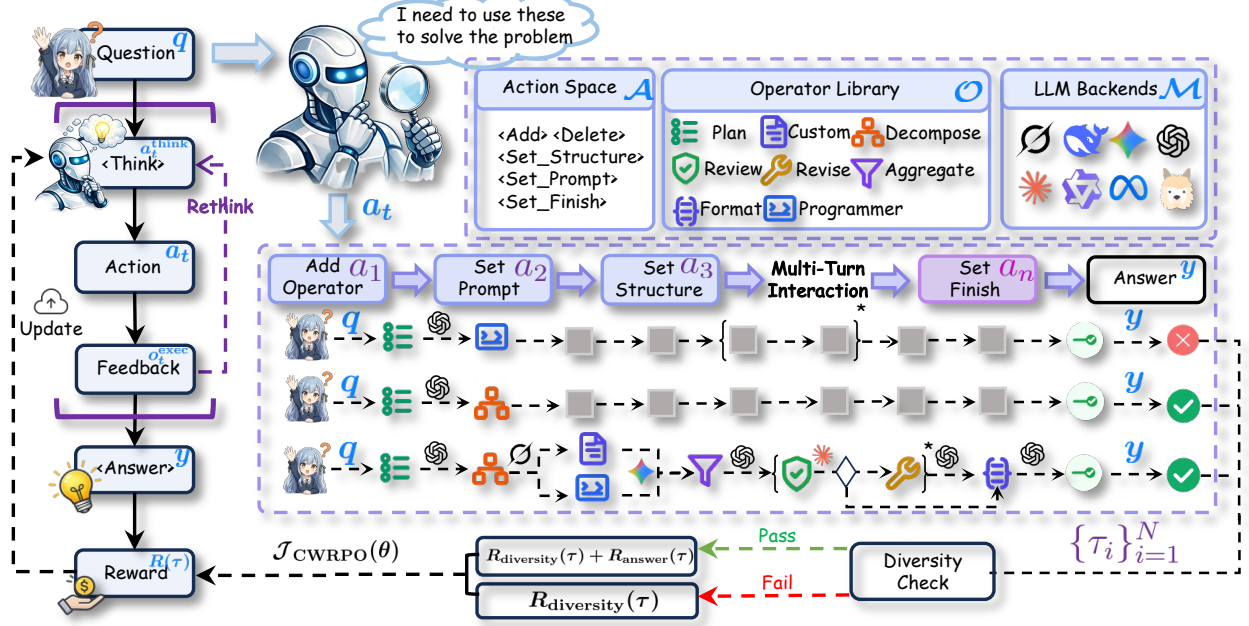 I need to use these
to solve the problem
Question q
<Think> a_t^think
Rethink
Action a_t
Update
Feedback o_t^exec
<Answer> y
Reward R(τ)
a_t
Action Space 𝒜
<Add> <Delete>
<Set_Structure>
<Set_Prompt>
<Set_Finish>
Operator Library 𝒪
Plan Custom Decompose
Review Revise Aggregate
Format Programmer
LLM Backends ℳ
Add
Operator a_1
Set
Prompt a_2
Set
Structure a_3
Multi-Turn
Interaction
Set
Finish a_n
Answer y
? q { } * y
? q y
? q { } * y
{τ_i}_{i=1}^N
Diversity
Check
Pass
Fail
R_diversity(τ) + R_answer(τ)
R_diversity(τ)
𝒥_CWRPO(θ)